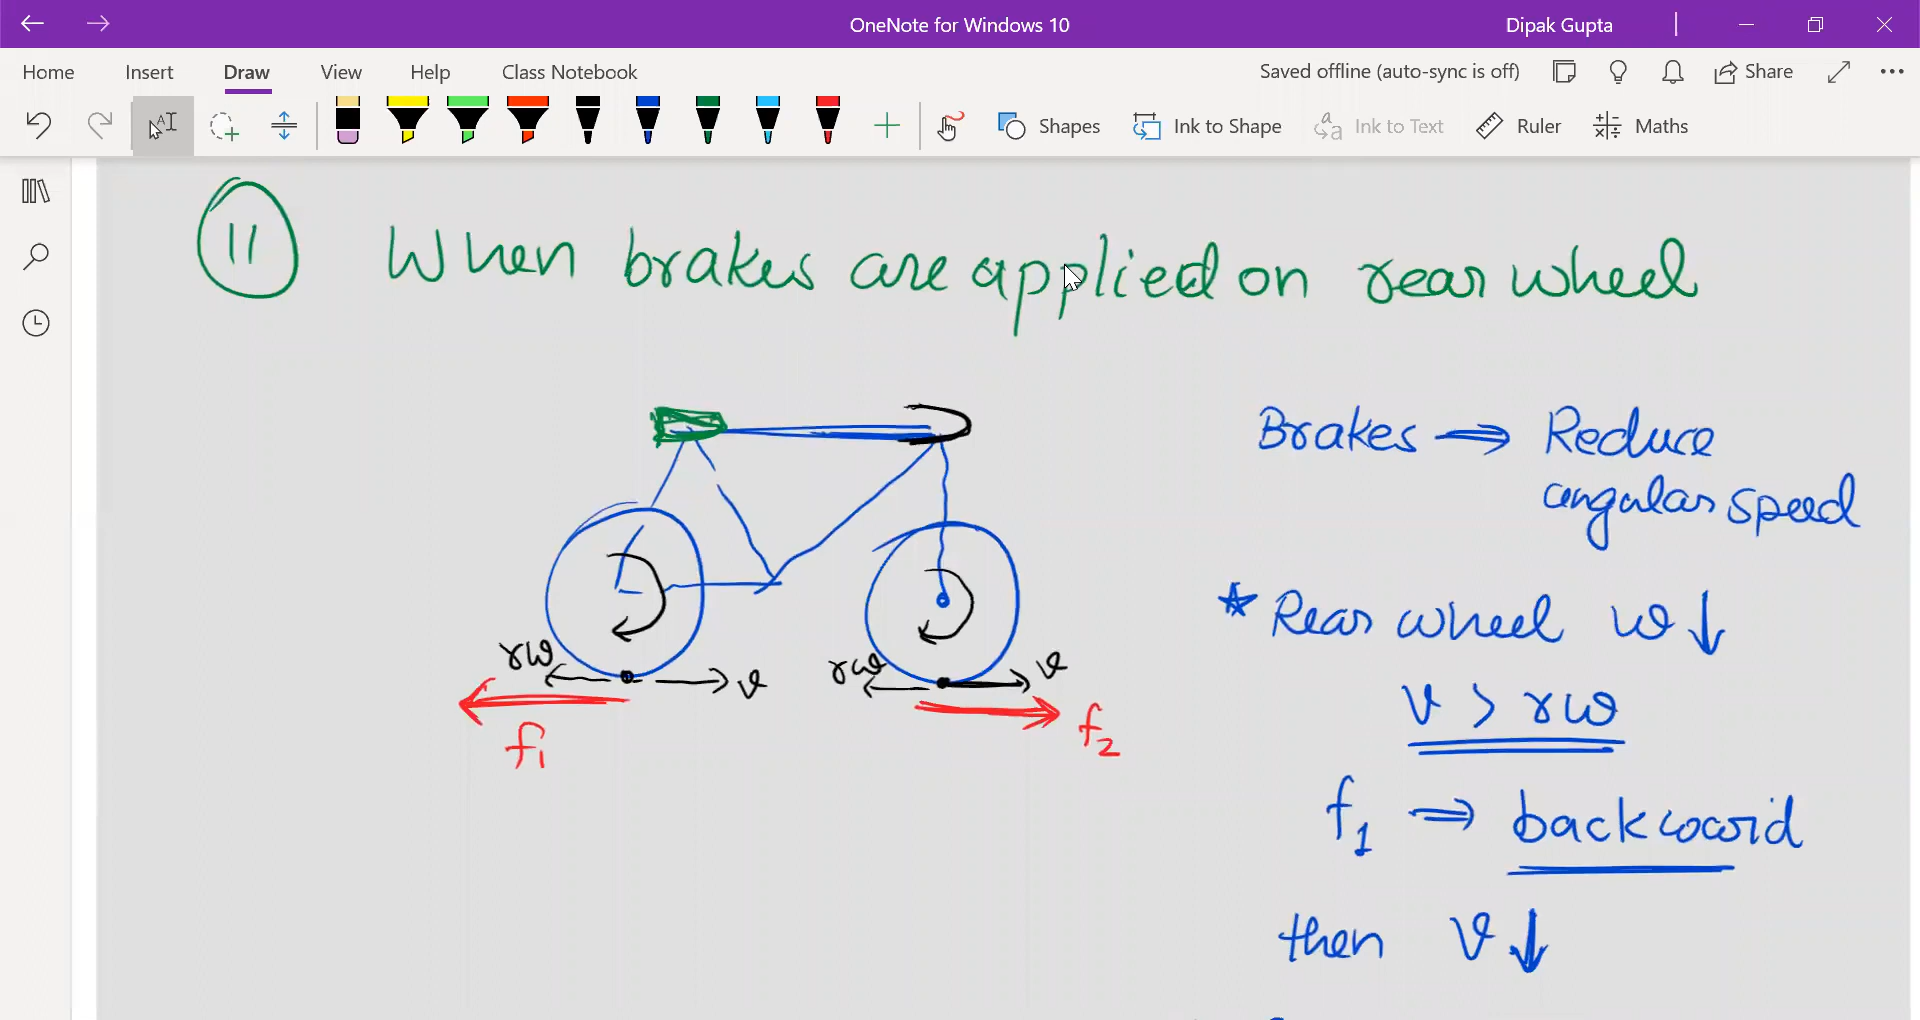 OneNote for Windows 10
Dipak Gupta
Home Insert Draw View Help Class Notebook
Saved offline (auto-sync is off) Share
Shapes Ink to Shape Ink to Text Ruler Maths
11 When brakes are applied on rear wheel
Brakes ⟹ Reduce
angular speed
* Rear wheel ω ↓
v > rω
f1 ⟹ backward
then v ↓
rω v
rω v
f1
f2